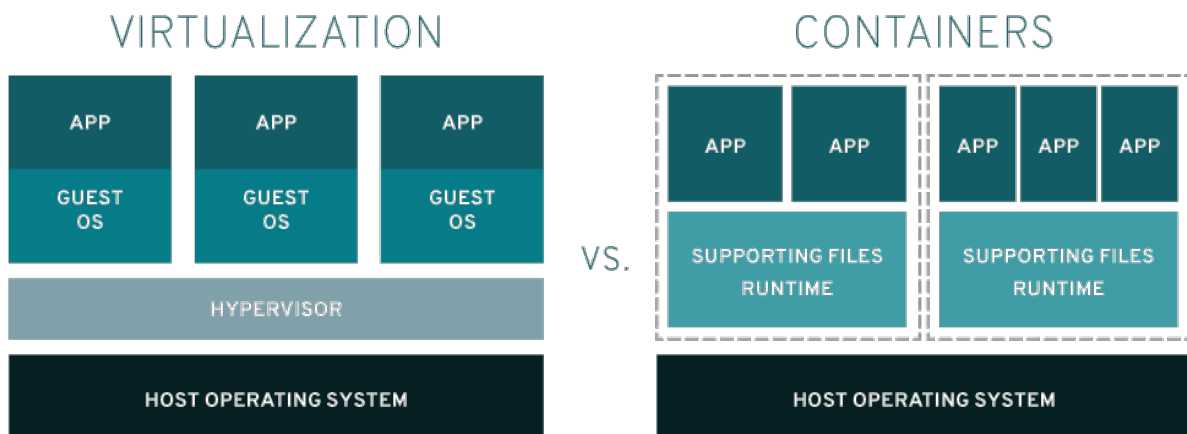 VIRTUALIZATION
APP
APP
APP
GUEST
OS
GUEST
OS
GUEST
OS
HYPERVISOR
HOST OPERATING SYSTEM
VS.
CONTAINERS
APP
APP
APP
APP
APP
SUPPORTING FILES
RUNTIME
SUPPORTING FILES
RUNTIME
HOST OPERATING SYSTEM